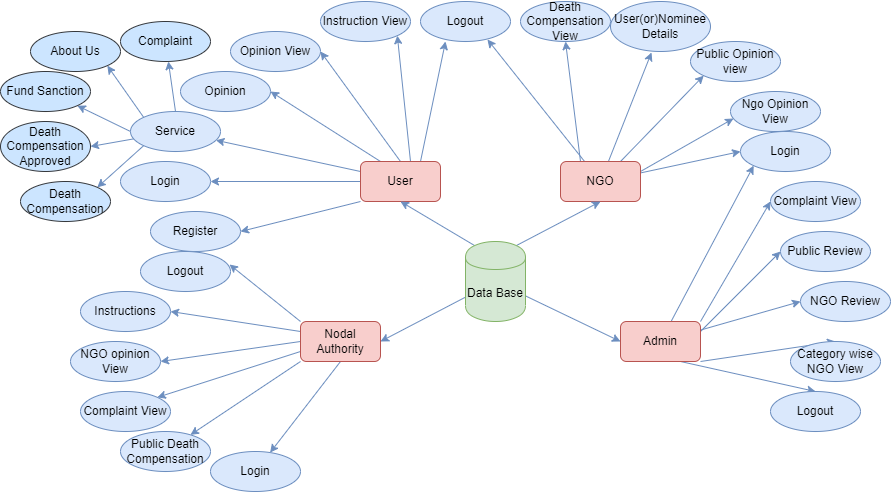 Instruction View
Logout
Death
Compensation
View
User(or)Nominee
Details
Complaint
About Us
Opinion View
Public Opinion
view
Fund Sanction
Opinion
Ngo Opinion
View
Death
Compensation
Approved
Service
Login
User
NGO
Login
Death
Compensation
Complaint View
Register
Public Review
Logout
Data Base
NGO Review
Instructions
Nodal
Authority
Admin
NGO opinion
View
Category wise
NGO View
Complaint View
Logout
Public Death
Compensation
Login